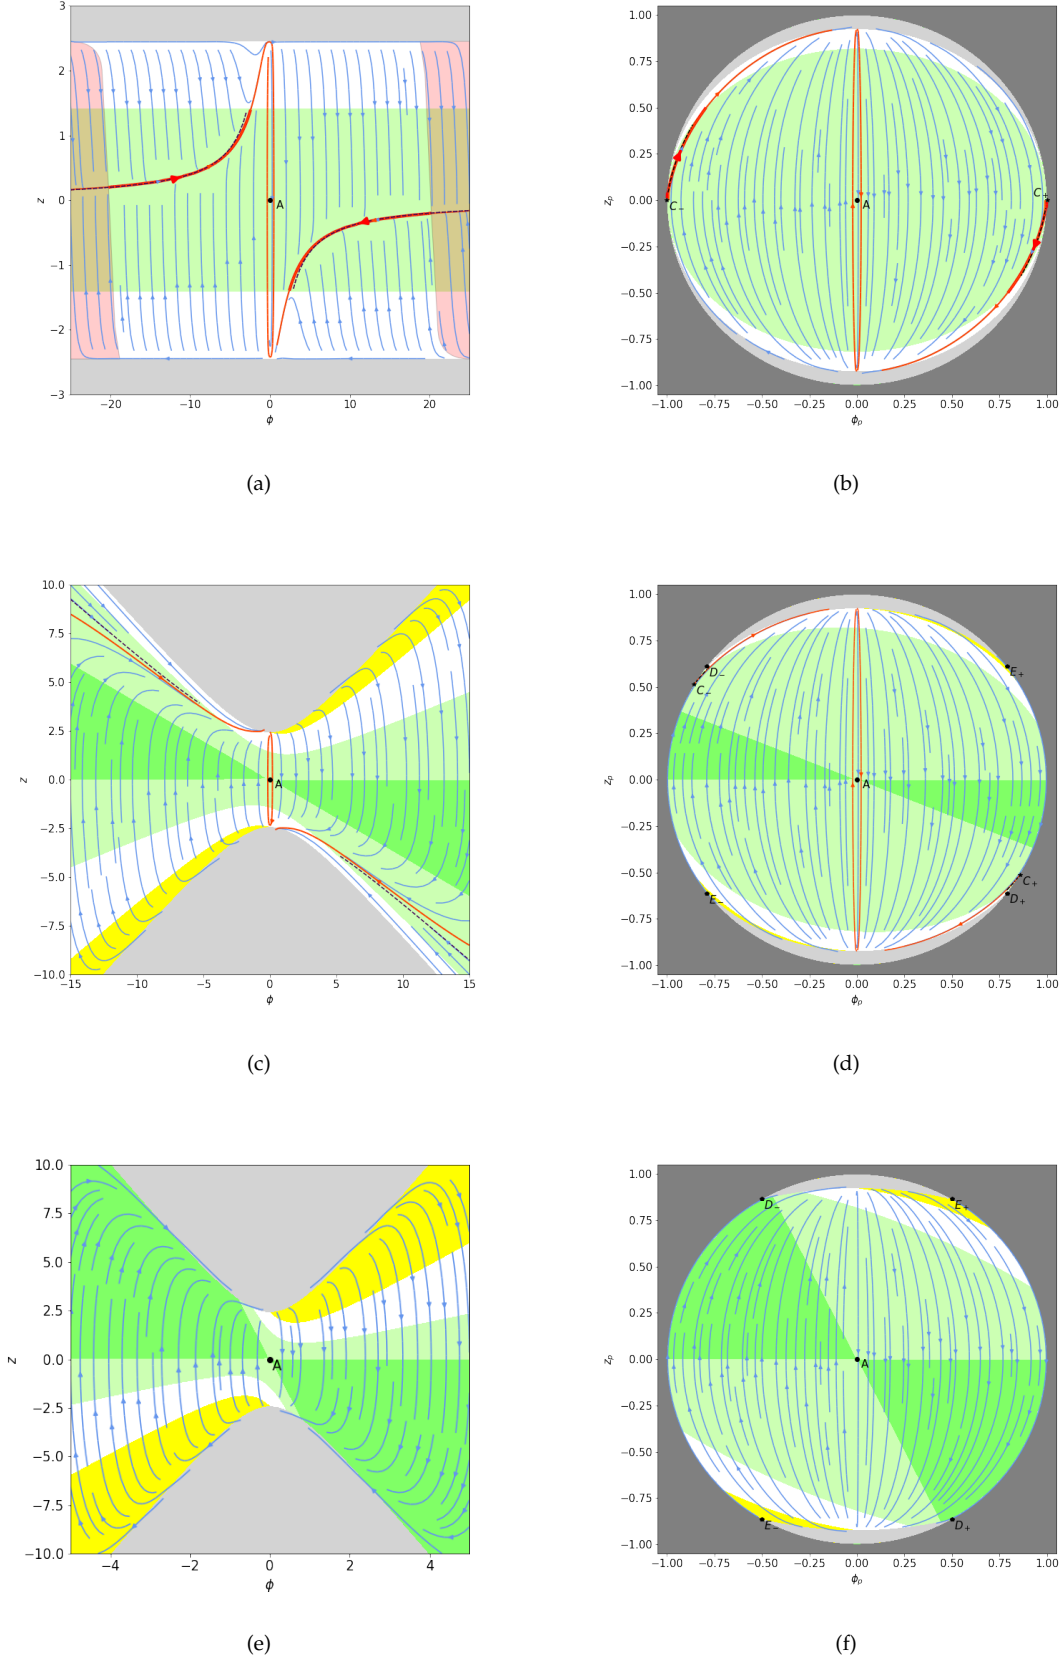 3
2
1
0
−1
−2
−3
z
A
−20
−10
0
10
20
ϕ
(a)
1.00
0.75
0.50
0.25
0.00
−0.25
−0.50
−0.75
−1.00
z_p
C_−
C_+
A
−1.00
−0.75
−0.50
−0.25
0.00
0.25
0.50
0.75
1.00
ϕ_p
(b)
10.0
7.5
5.0
2.5
0.0
−2.5
−5.0
−7.5
−10.0
z
A
−15
−10
−5
0
5
10
15
ϕ
(c)
1.00
0.75
0.50
0.25
0.00
−0.25
−0.50
−0.75
−1.00
z_p
D_−
C_−
E_+
A
C_+
D_+
E_−
−1.00
−0.75
−0.50
−0.25
0.00
0.25
0.50
0.75
1.00
ϕ_p
(d)
10.0
7.5
5.0
2.5
0.0
−2.5
−5.0
−7.5
−10.0
z
A
−4
−2
0
2
4
ϕ
(e)
1.00
0.75
0.50
0.25
0.00
−0.25
−0.50
−0.75
−1.00
z_p
D_−
E_+
A
E_−
D_+
−1.00
−0.75
−0.50
−0.25
0.00
0.25
0.50
0.75
1.00
ϕ_p
(f)